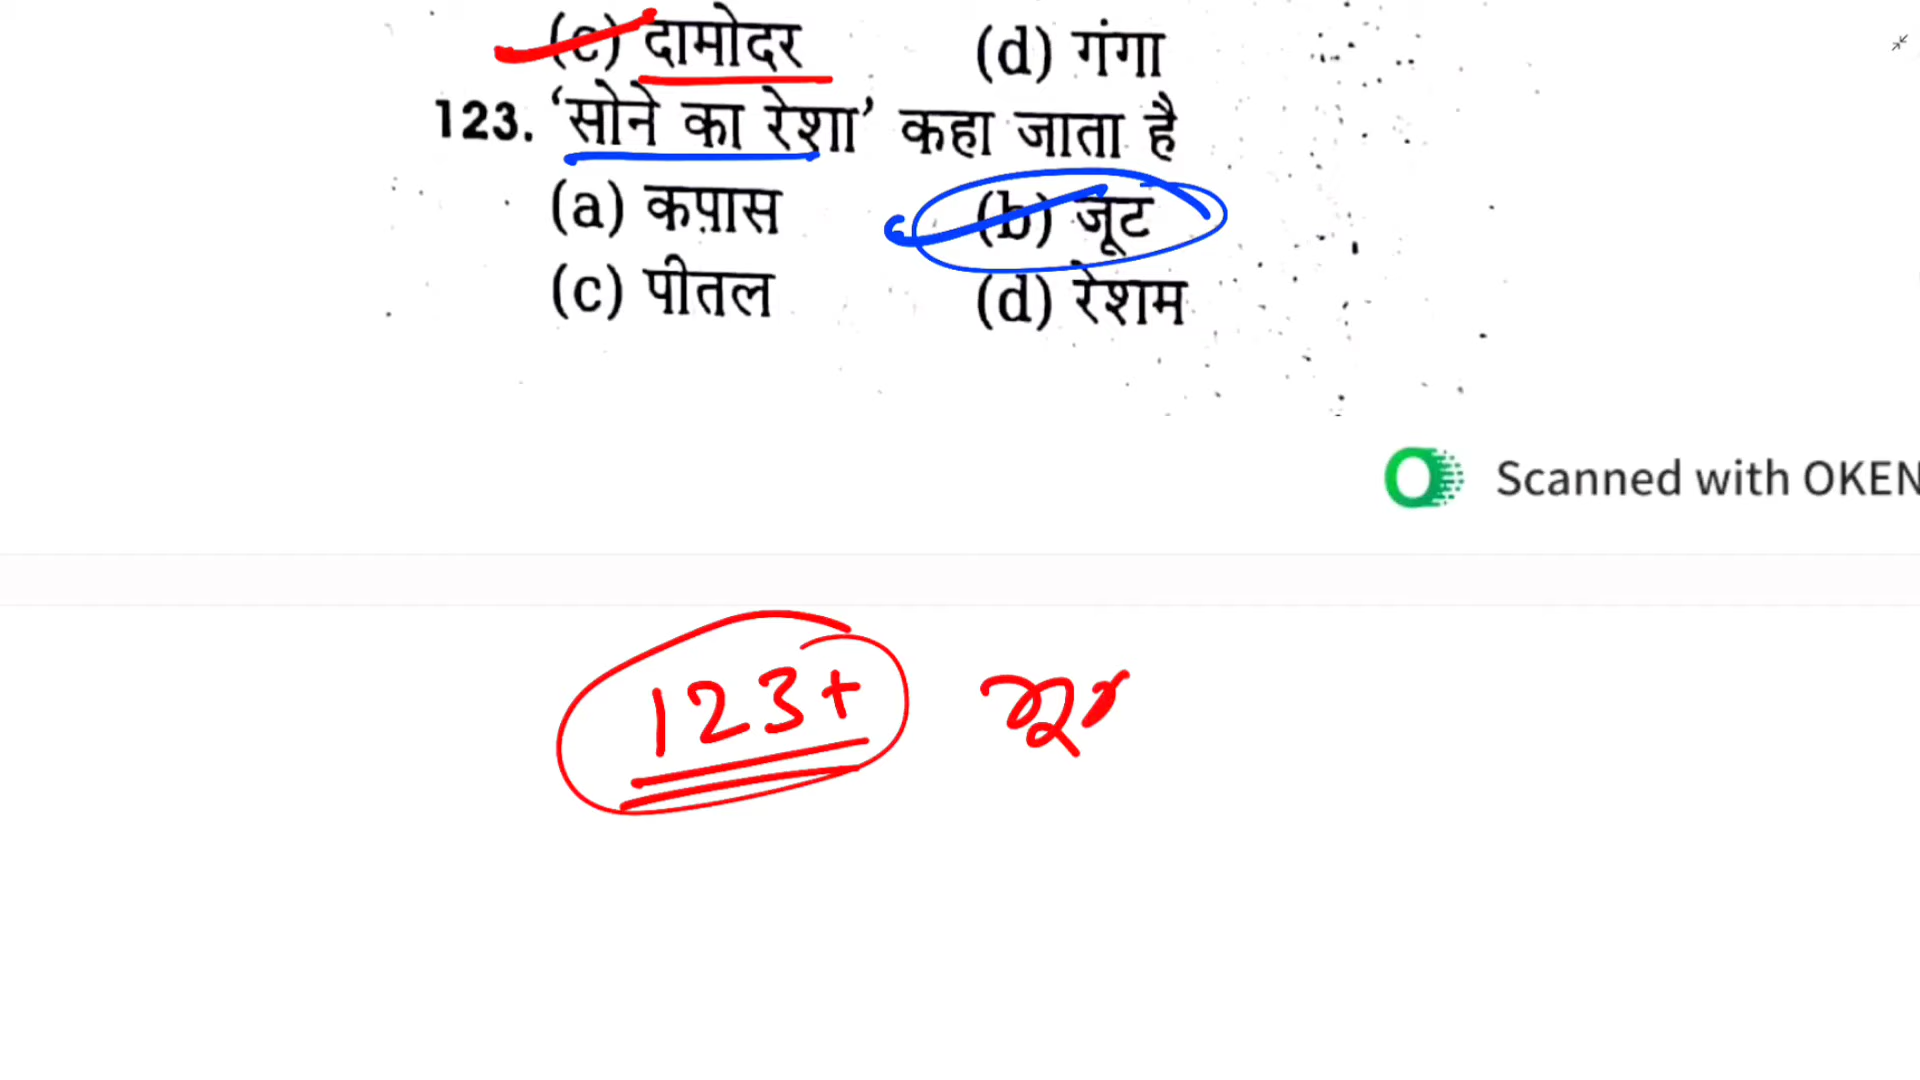 (c) दामोदर (d) गंगा
123. ‘सोने का रेशा’ कहा जाता है
(a) कपास (b) जूट
(c) पीतल (d) रेशम
Scanned with OKEN
123+